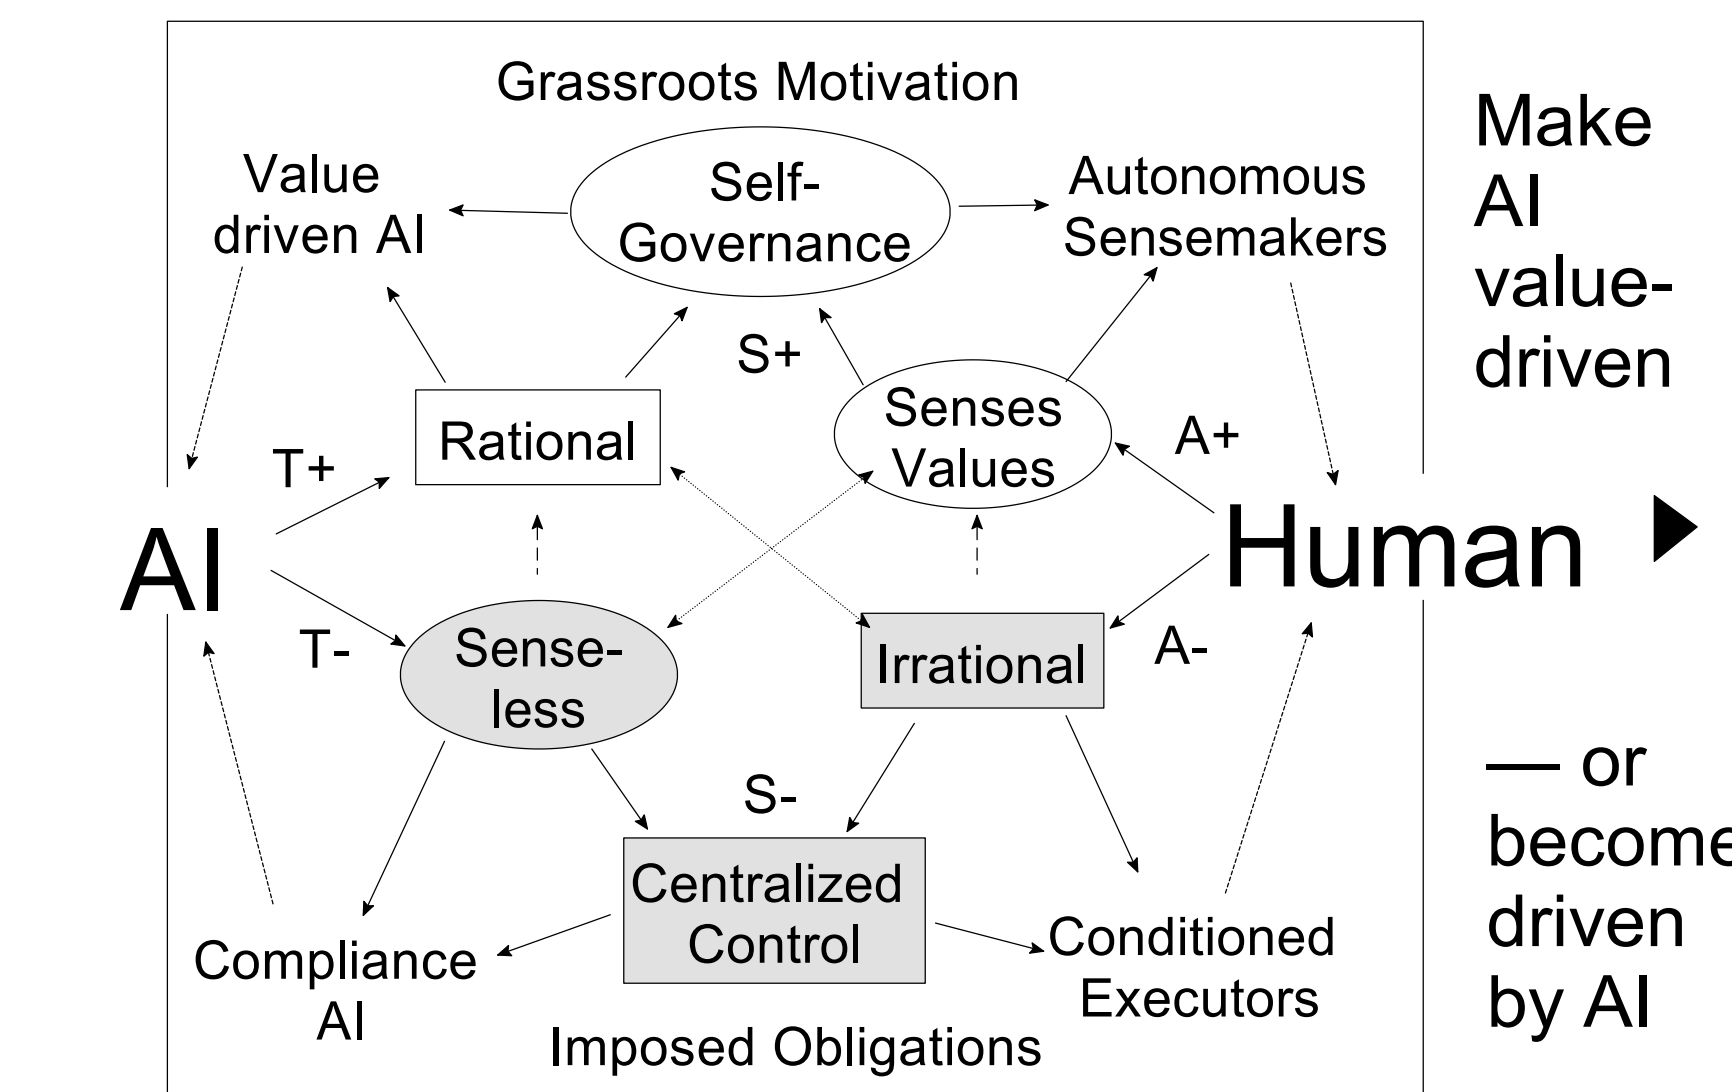 Grassroots Motivation
Value
driven AI
Self-
Governance
Autonomous
Sensemakers
Make
AI
value-
driven
S+
Rational
Senses
Values
T+
A+
AI
Human
T-
Sense-
less
Irrational
A-
S-
Centralized
Control
Compliance
AI
Conditioned
Executors
Imposed Obligations
— or
become
driven
by AI